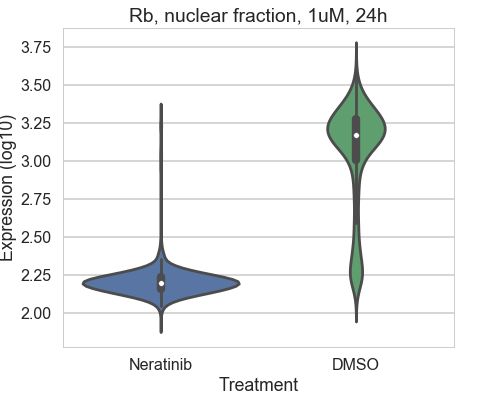 Rb, nuclear fraction, 1uM, 24h
3.75
3.50
3.25
3.00
2.75
2.50
2.25
2.00
Expression (log10)
Neratinib
DMSO
Treatment